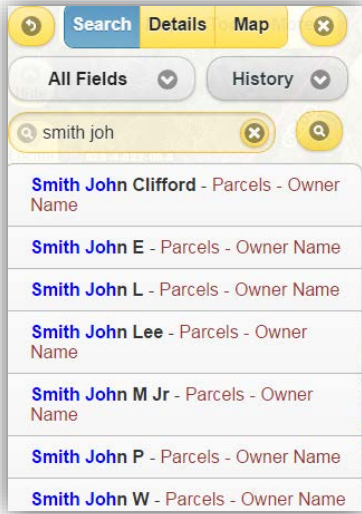 Search Details Map
All Fields History
smith joh
Smith John Clifford - Parcels - Owner
Name
Smith John E - Parcels - Owner Name
Smith John L - Parcels - Owner Name
Smith John Lee - Parcels - Owner
Name
Smith John M Jr - Parcels - Owner
Name
Smith John P - Parcels - Owner Name
Smith John W - Parcels - Owner Name